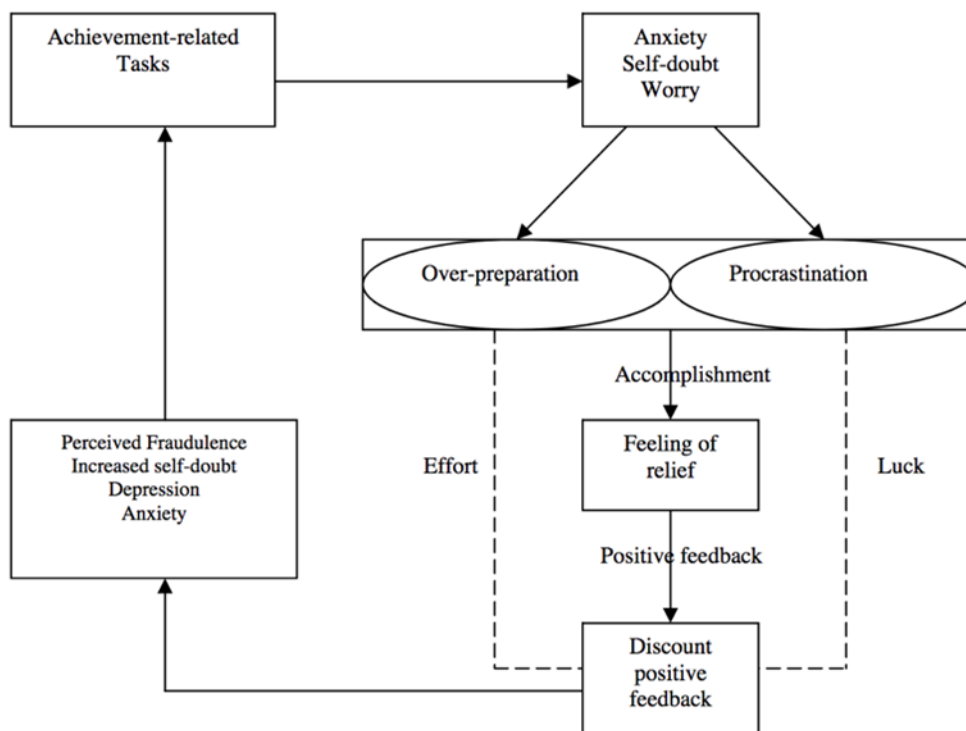 Achievement-related
Tasks
Anxiety
Self-doubt
Worry
Over-preparation
Procrastination
Accomplishment
Perceived Fraudulence
Increased self-doubt
Depression
Anxiety
Effort
Feeling of
relief
Luck
Positive feedback
Discount
positive
feedback